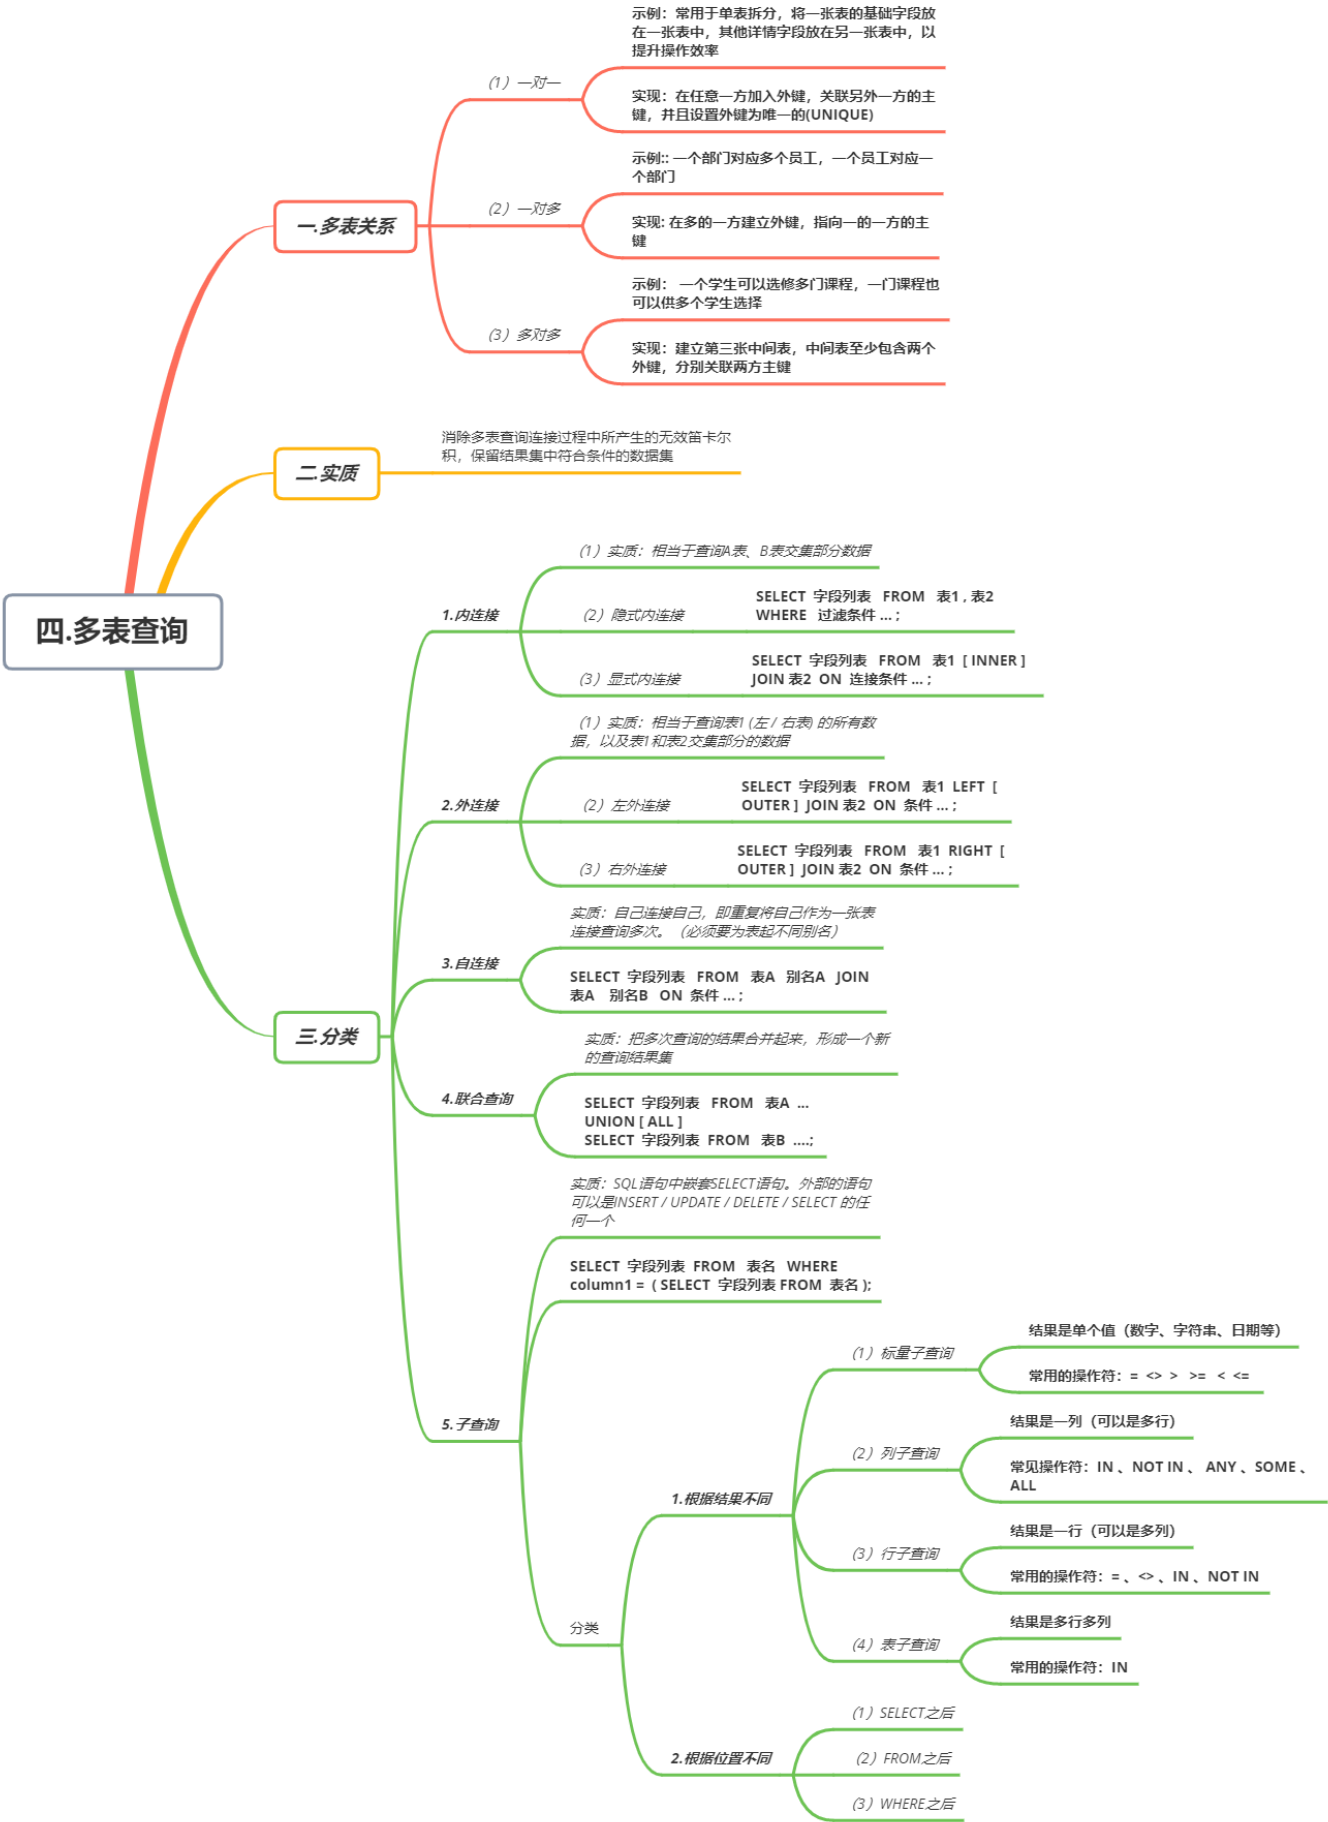 四.多表查询
一.多表关系
（1）一对一
示例：常用于单表拆分，将一张表的基础字段放
在一张表中，其他详情字段放在另一张表中，以
提升操作效率
实现：在任意一方加入外键，关联另外一方的主
键，并且设置外键为唯一的(UNIQUE)
（2）一对多
示例:: 一个部门对应多个员工，一个员工对应一
个部门
实现: 在多的一方建立外键，指向一的一方的主
键
（3）多对多
示例： 一个学生可以选修多门课程，一门课程也
可以供多个学生选择
实现：建立第三张中间表，中间表至少包含两个
外键，分别关联两方主键
二.实质
消除多表查询连接过程中所产生的无效笛卡尔
积，保留结果集中符合条件的数据集
三.分类
1.内连接
（1）实质：相当于查询A表、B表交集部分数据
（2）隐式内连接
SELECT 字段列表 FROM 表1 , 表2
WHERE 过滤条件 ... ;
（3）显式内连接
SELECT 字段列表 FROM 表1 [ INNER ]
JOIN 表2 ON 连接条件 ... ;
2.外连接
（1）实质：相当于查询表1 (左 / 右表) 的所有数
据，以及表1和表2交集部分的数据
（2）左外连接
SELECT 字段列表 FROM 表1 LEFT [
OUTER ] JOIN 表2 ON 条件 ... ;
（3）右外连接
SELECT 字段列表 FROM 表1 RIGHT [
OUTER ] JOIN 表2 ON 条件 ... ;
3.自连接
实质：自己连接自己，即重复将自己作为一张表
连接查询多次。（必须要为表起不同别名）
SELECT 字段列表 FROM 表A 别名A JOIN
表A 别名B ON 条件 ... ;
4.联合查询
实质：把多次查询的结果合并起来，形成一个新
的查询结果集
SELECT 字段列表 FROM 表A ...
UNION [ ALL ]
SELECT 字段列表 FROM 表B ....;
5.子查询
实质：SQL语句中嵌套SELECT语句。外部的语句
可以是INSERT / UPDATE / DELETE / SELECT 的任
何一个
SELECT 字段列表 FROM 表名 WHERE
column1 = ( SELECT 字段列表 FROM 表名 );
分类
1.根据结果不同
（1）标量子查询
结果是单个值（数字、字符串、日期等）
常用的操作符：= <> > >= < <=
（2）列子查询
结果是一列（可以是多行）
常见操作符：IN 、NOT IN 、 ANY 、SOME 、
ALL
（3）行子查询
结果是一行（可以是多列）
常用的操作符：= 、<> 、IN 、NOT IN
（4）表子查询
结果是多行多列
常用的操作符：IN
2.根据位置不同
（1）SELECT之后
（2）FROM之后
（3）WHERE之后